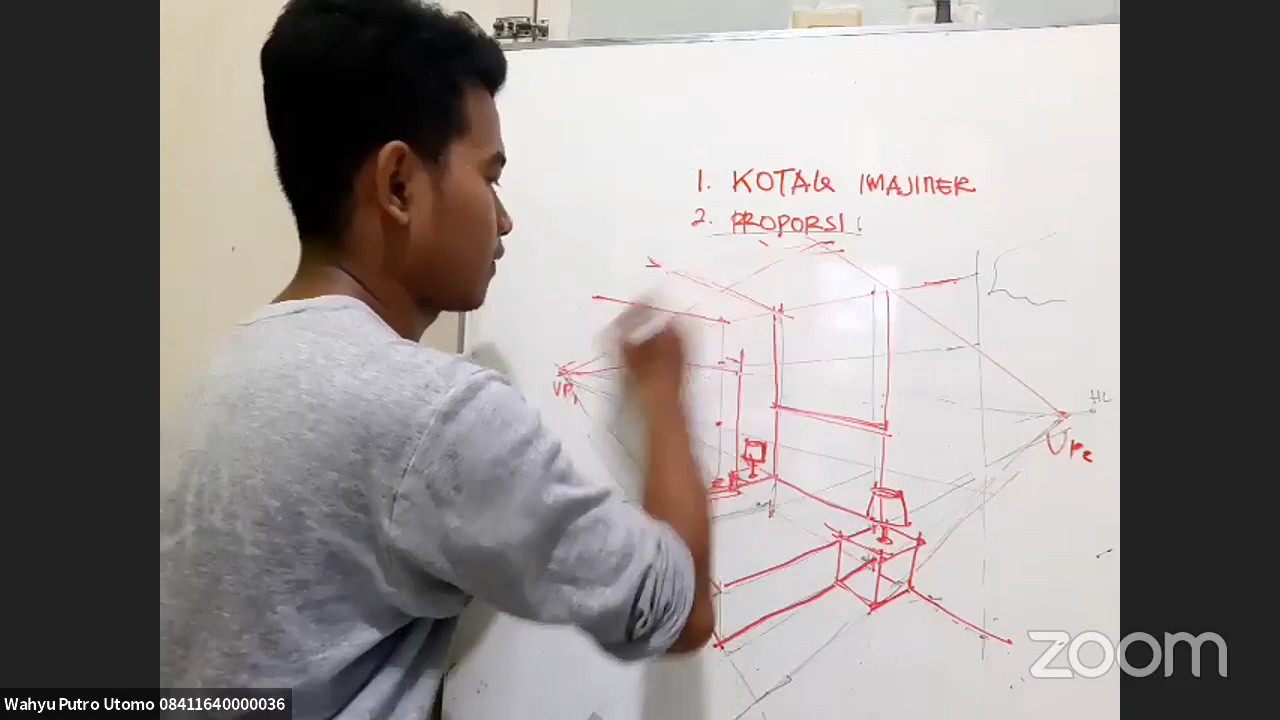 1. KOTAK IMAJINER
2. PROPORSI
VP1
HL
VP2
zoom
Wahyu Putro Utomo 08411640000036